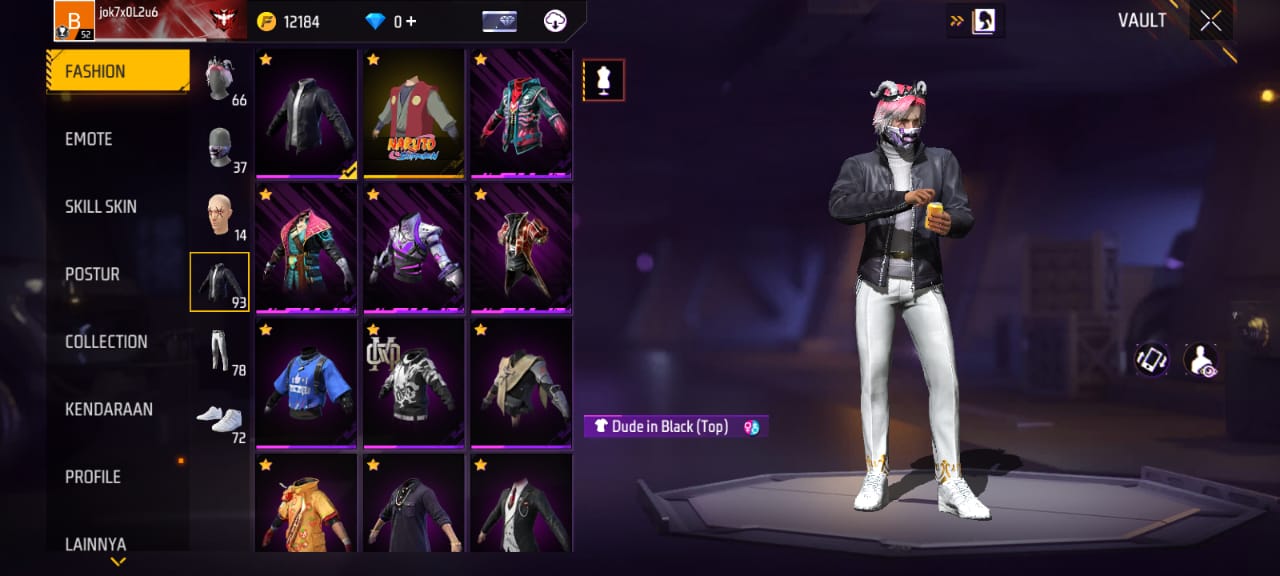 B
52
jok7x0L2u6
12184
0 +
VAULT
FASHION
EMOTE
SKILL SKIN
POSTUR
COLLECTION
KENDARAAN
PROFILE
LAINNYA
66
37
14
93
78
72
NARUTO
SHIPPUDEN
Dude in Black (Top)